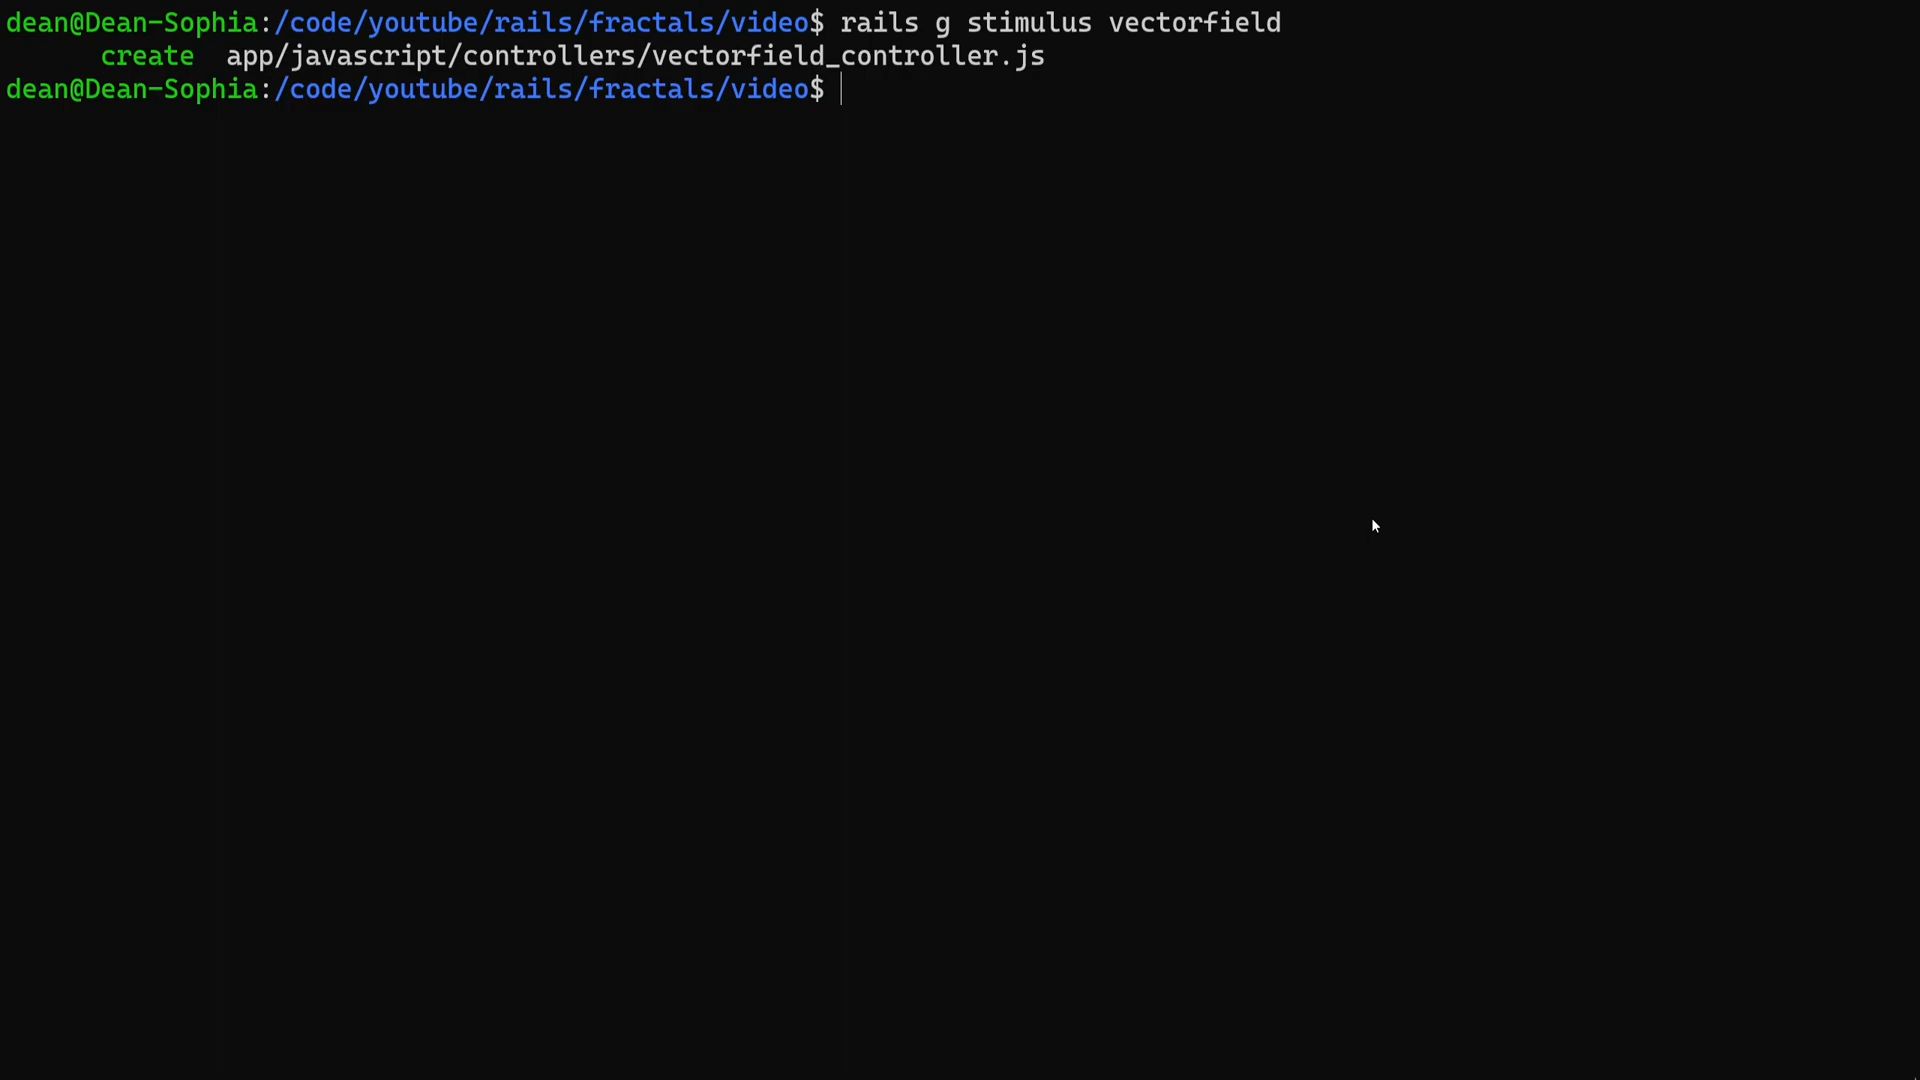 dean@Dean-Sophia:/code/youtube/rails/fractals/video$ rails g stimulus vectorfield
create  app/javascript/controllers/vectorfield_controller.js
dean@Dean-Sophia:/code/youtube/rails/fractals/video$